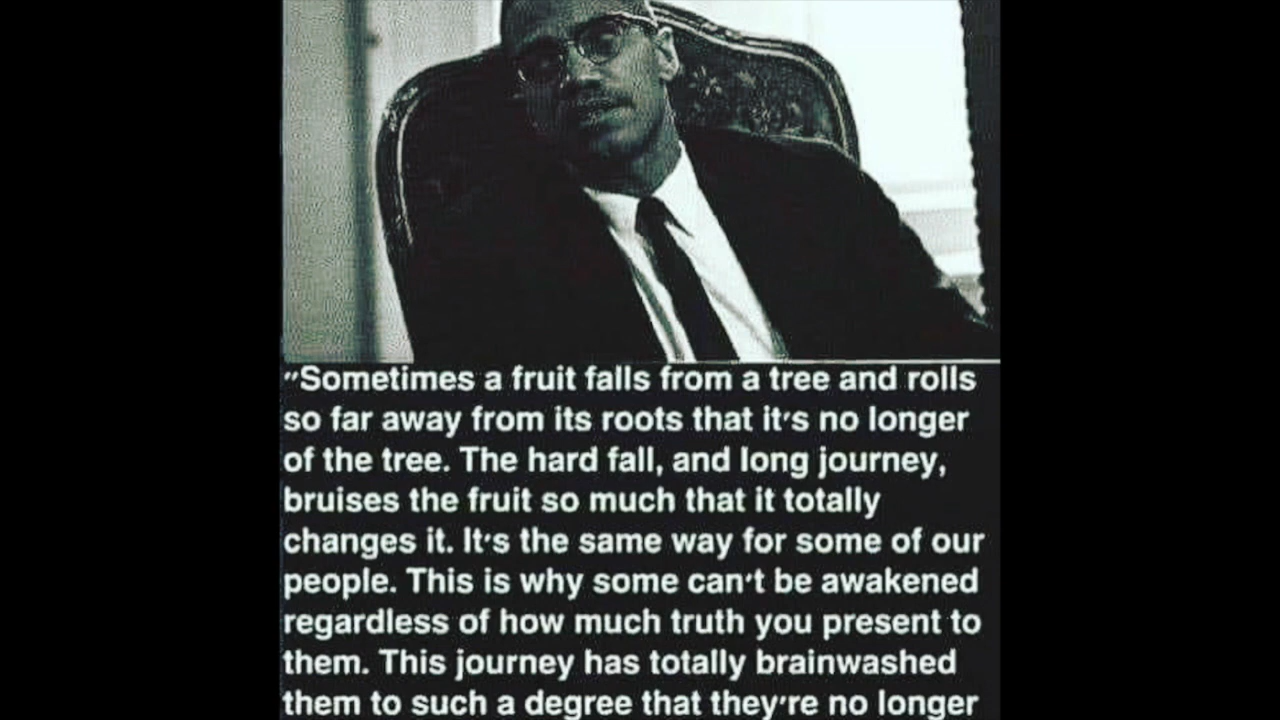 "Sometimes a fruit falls from a tree and rolls
so far away from its roots that it's no longer
of the tree. The hard fall, and long journey,
bruises the fruit so much that it totally
changes it. It's the same way for some of our
people. This is why some can't be awakened
regardless of how much truth you present to
them. This journey has totally brainwashed
them to such a degree that they're no longer